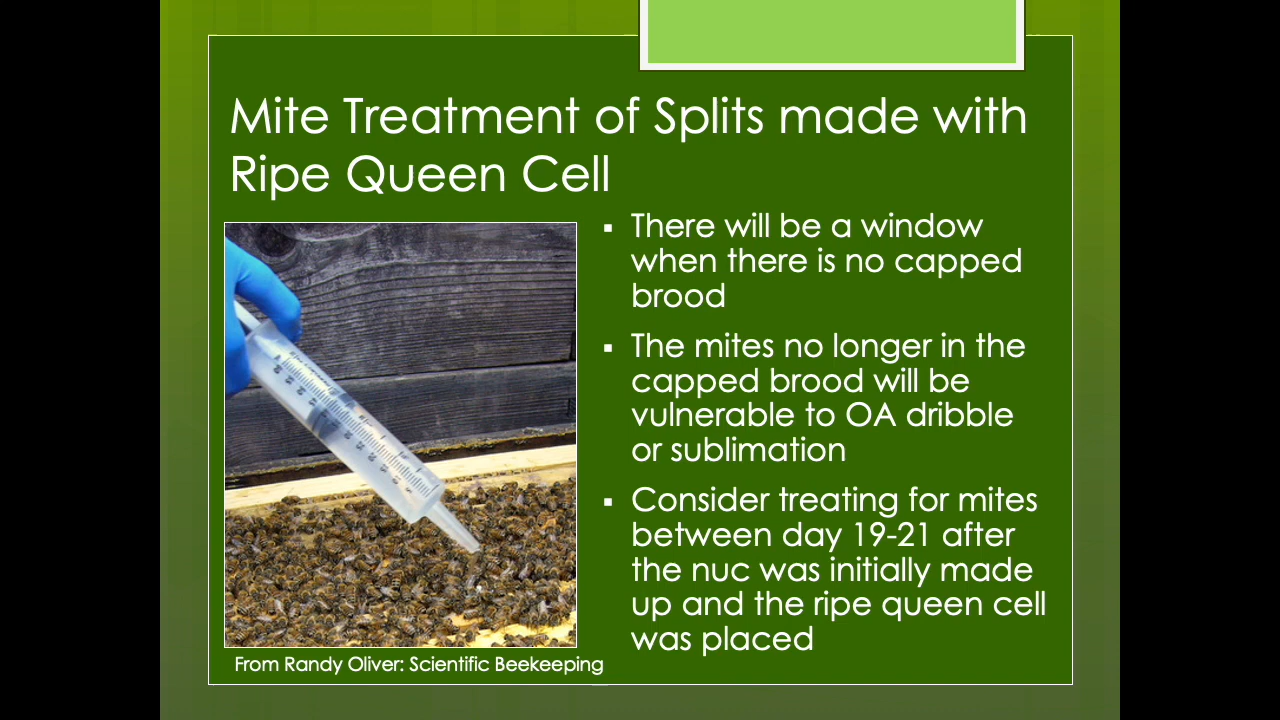 Mite Treatment of Splits made with
Ripe Queen Cell
▪ There will be a window
when there is no capped
brood
▪ The mites no longer in the
capped brood will be
vulnerable to OA dribble
or sublimation
▪ Consider treating for mites
between day 19-21 after
the nuc was initially made
up and the ripe queen cell
was placed
From Randy Oliver: Scientific Beekeeping